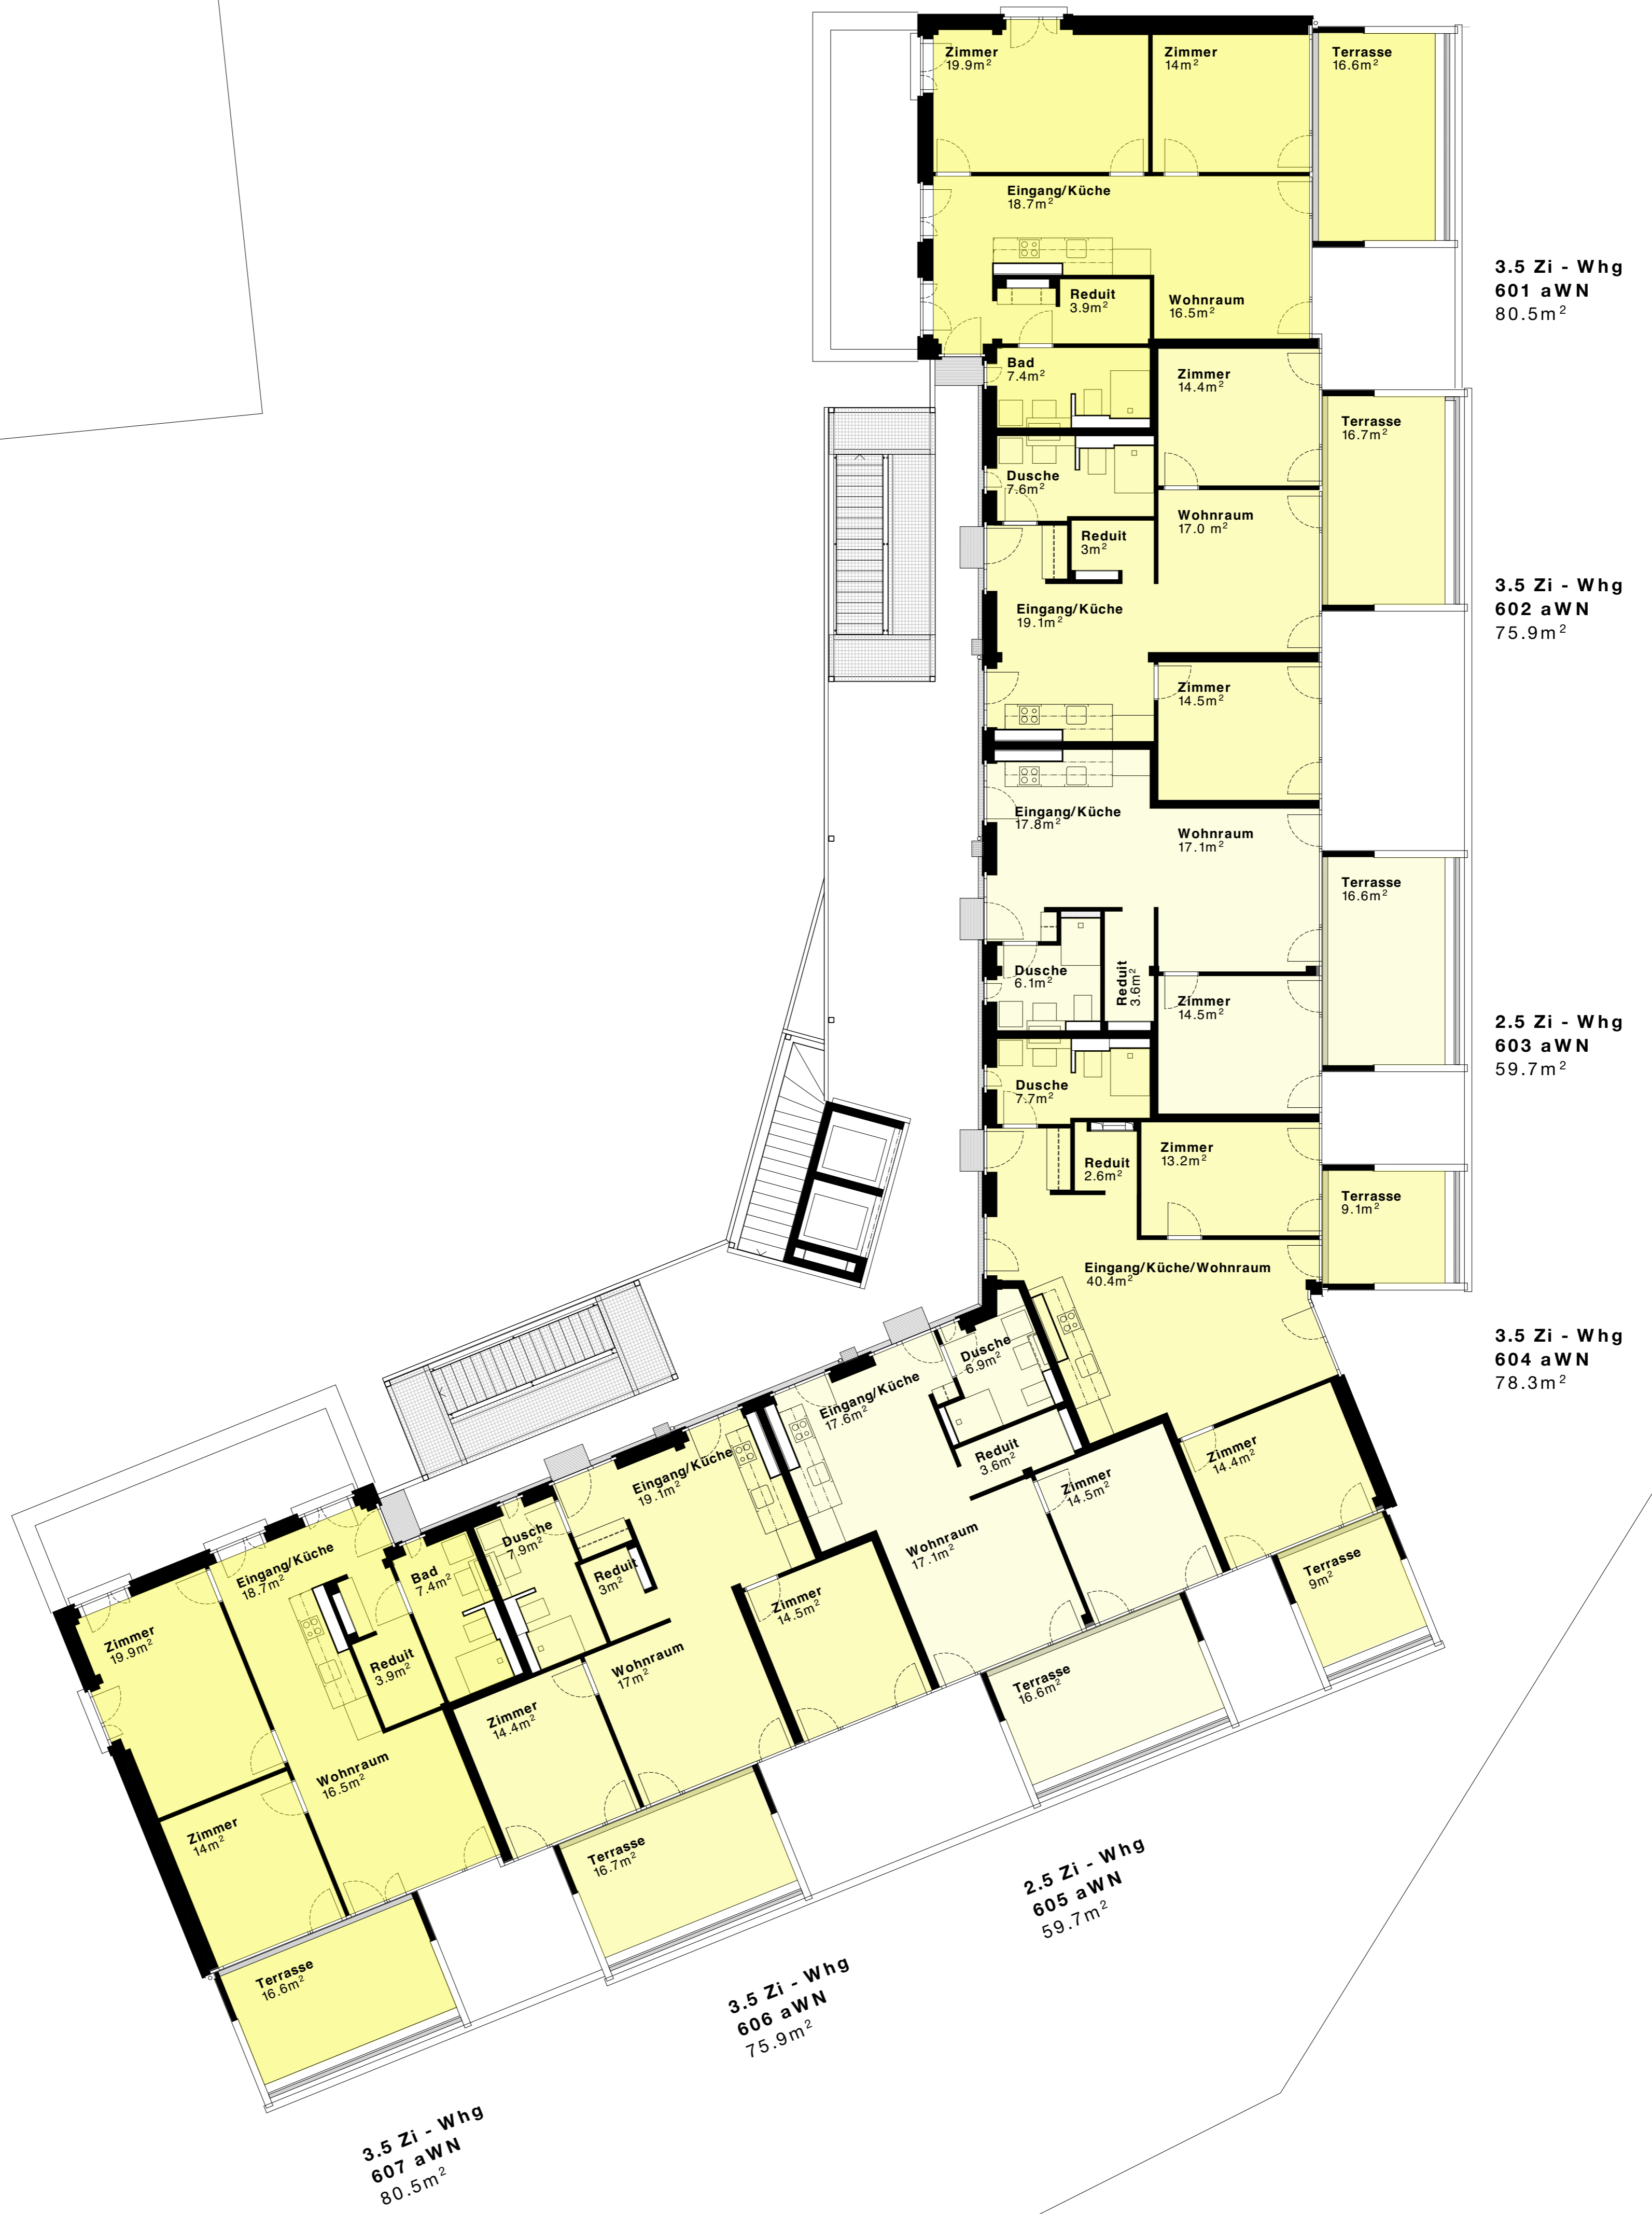 Zimmer
19.9m²
Zimmer
14m²
Terrasse
16.6m²
Eingang/Küche
18.7m²
Reduit
3.9m²
Wohnraum
16.5m²
Bad
7.4m²
3.5 Zi - Whg
601 aWN
80.5m²
Zimmer
14.4m²
Terrasse
16.7m²
Dusche
7.6m²
Wohnraum
17.0 m²
Reduit
3m²
Eingang/Küche
19.1m²
Zimmer
14.5m²
3.5 Zi - Whg
602 aWN
75.9m²
Eingang/Küche
17.8m²
Wohnraum
17.1m²
Terrasse
16.6m²
Dusche
6.1m²
Reduit
3.6m²
Zimmer
14.5m²
2.5 Zi - Whg
603 aWN
59.7m²
Dusche
7.7m²
Reduit
2.6m²
Zimmer
13.2m²
Terrasse
9.1m²
Eingang/Küche/Wohnraum
40.4m²
Zimmer
14.4m²
Terrasse
9m²
3.5 Zi - Whg
604 aWN
78.3m²
Dusche
6.9m²
Eingang/Küche
17.6m²
Reduit
3.6m²
Zimmer
14.5m²
Wohnraum
17.1m²
Terrasse
16.6m²
2.5 Zi - Whg
605 aWN
59.7m²
Eingang/Küche
19.1m²
Dusche
7.9m²
Reduit
3m²
Zimmer
14.5m²
Wohnraum
17m²
Zimmer
14.4m²
Terrasse
16.7m²
3.5 Zi - Whg
606 aWN
75.9m²
Eingang/Küche
18.7m²
Bad
7.4m²
Zimmer
19.9m²
Reduit
3.9m²
Wohnraum
16.5m²
Zimmer
14m²
Terrasse
16.6m²
3.5 Zi - Whg
607 aWN
80.5m²